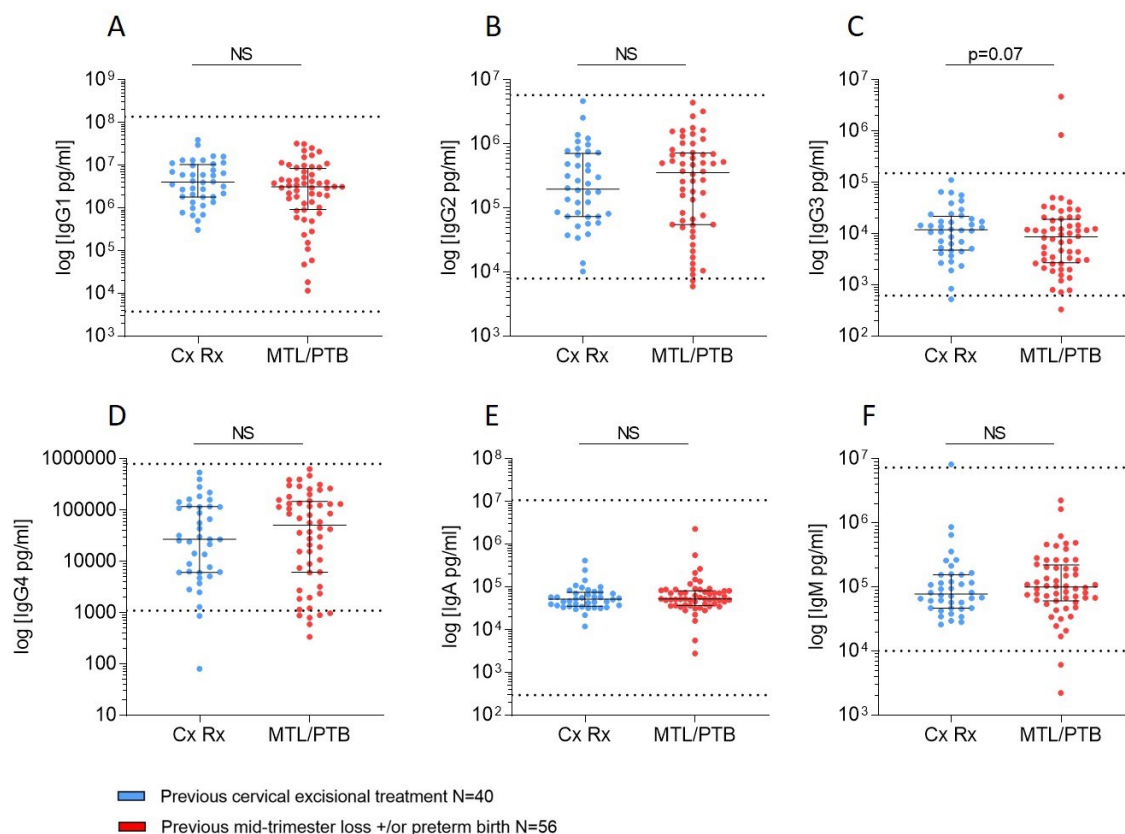 A
NS
log [IgG1 pg/ml]
10⁹
10⁸
10⁷
10⁶
10⁵
10⁴
10³
Cx Rx MTL/PTB
B
NS
log [IgG2 pg/ml]
10⁷
10⁶
10⁵
10⁴
10³
Cx Rx MTL/PTB
C
p=0.07
log [IgG3 pg/ml]
10⁷
10⁶
10⁵
10⁴
10³
10²
Cx Rx MTL/PTB
D
NS
log [IgG4 pg/ml]
1000000
100000
10000
1000
100
10
Cx Rx MTL/PTB
E
NS
log [IgA pg/ml]
10⁸
10⁷
10⁶
10⁵
10⁴
10³
10²
Cx Rx MTL/PTB
F
NS
log [IgM pg/ml]
10⁷
10⁶
10⁵
10⁴
10³
Cx Rx MTL/PTB
Previous cervical excisional treatment N=40
Previous mid-trimester loss +/or preterm birth N=56